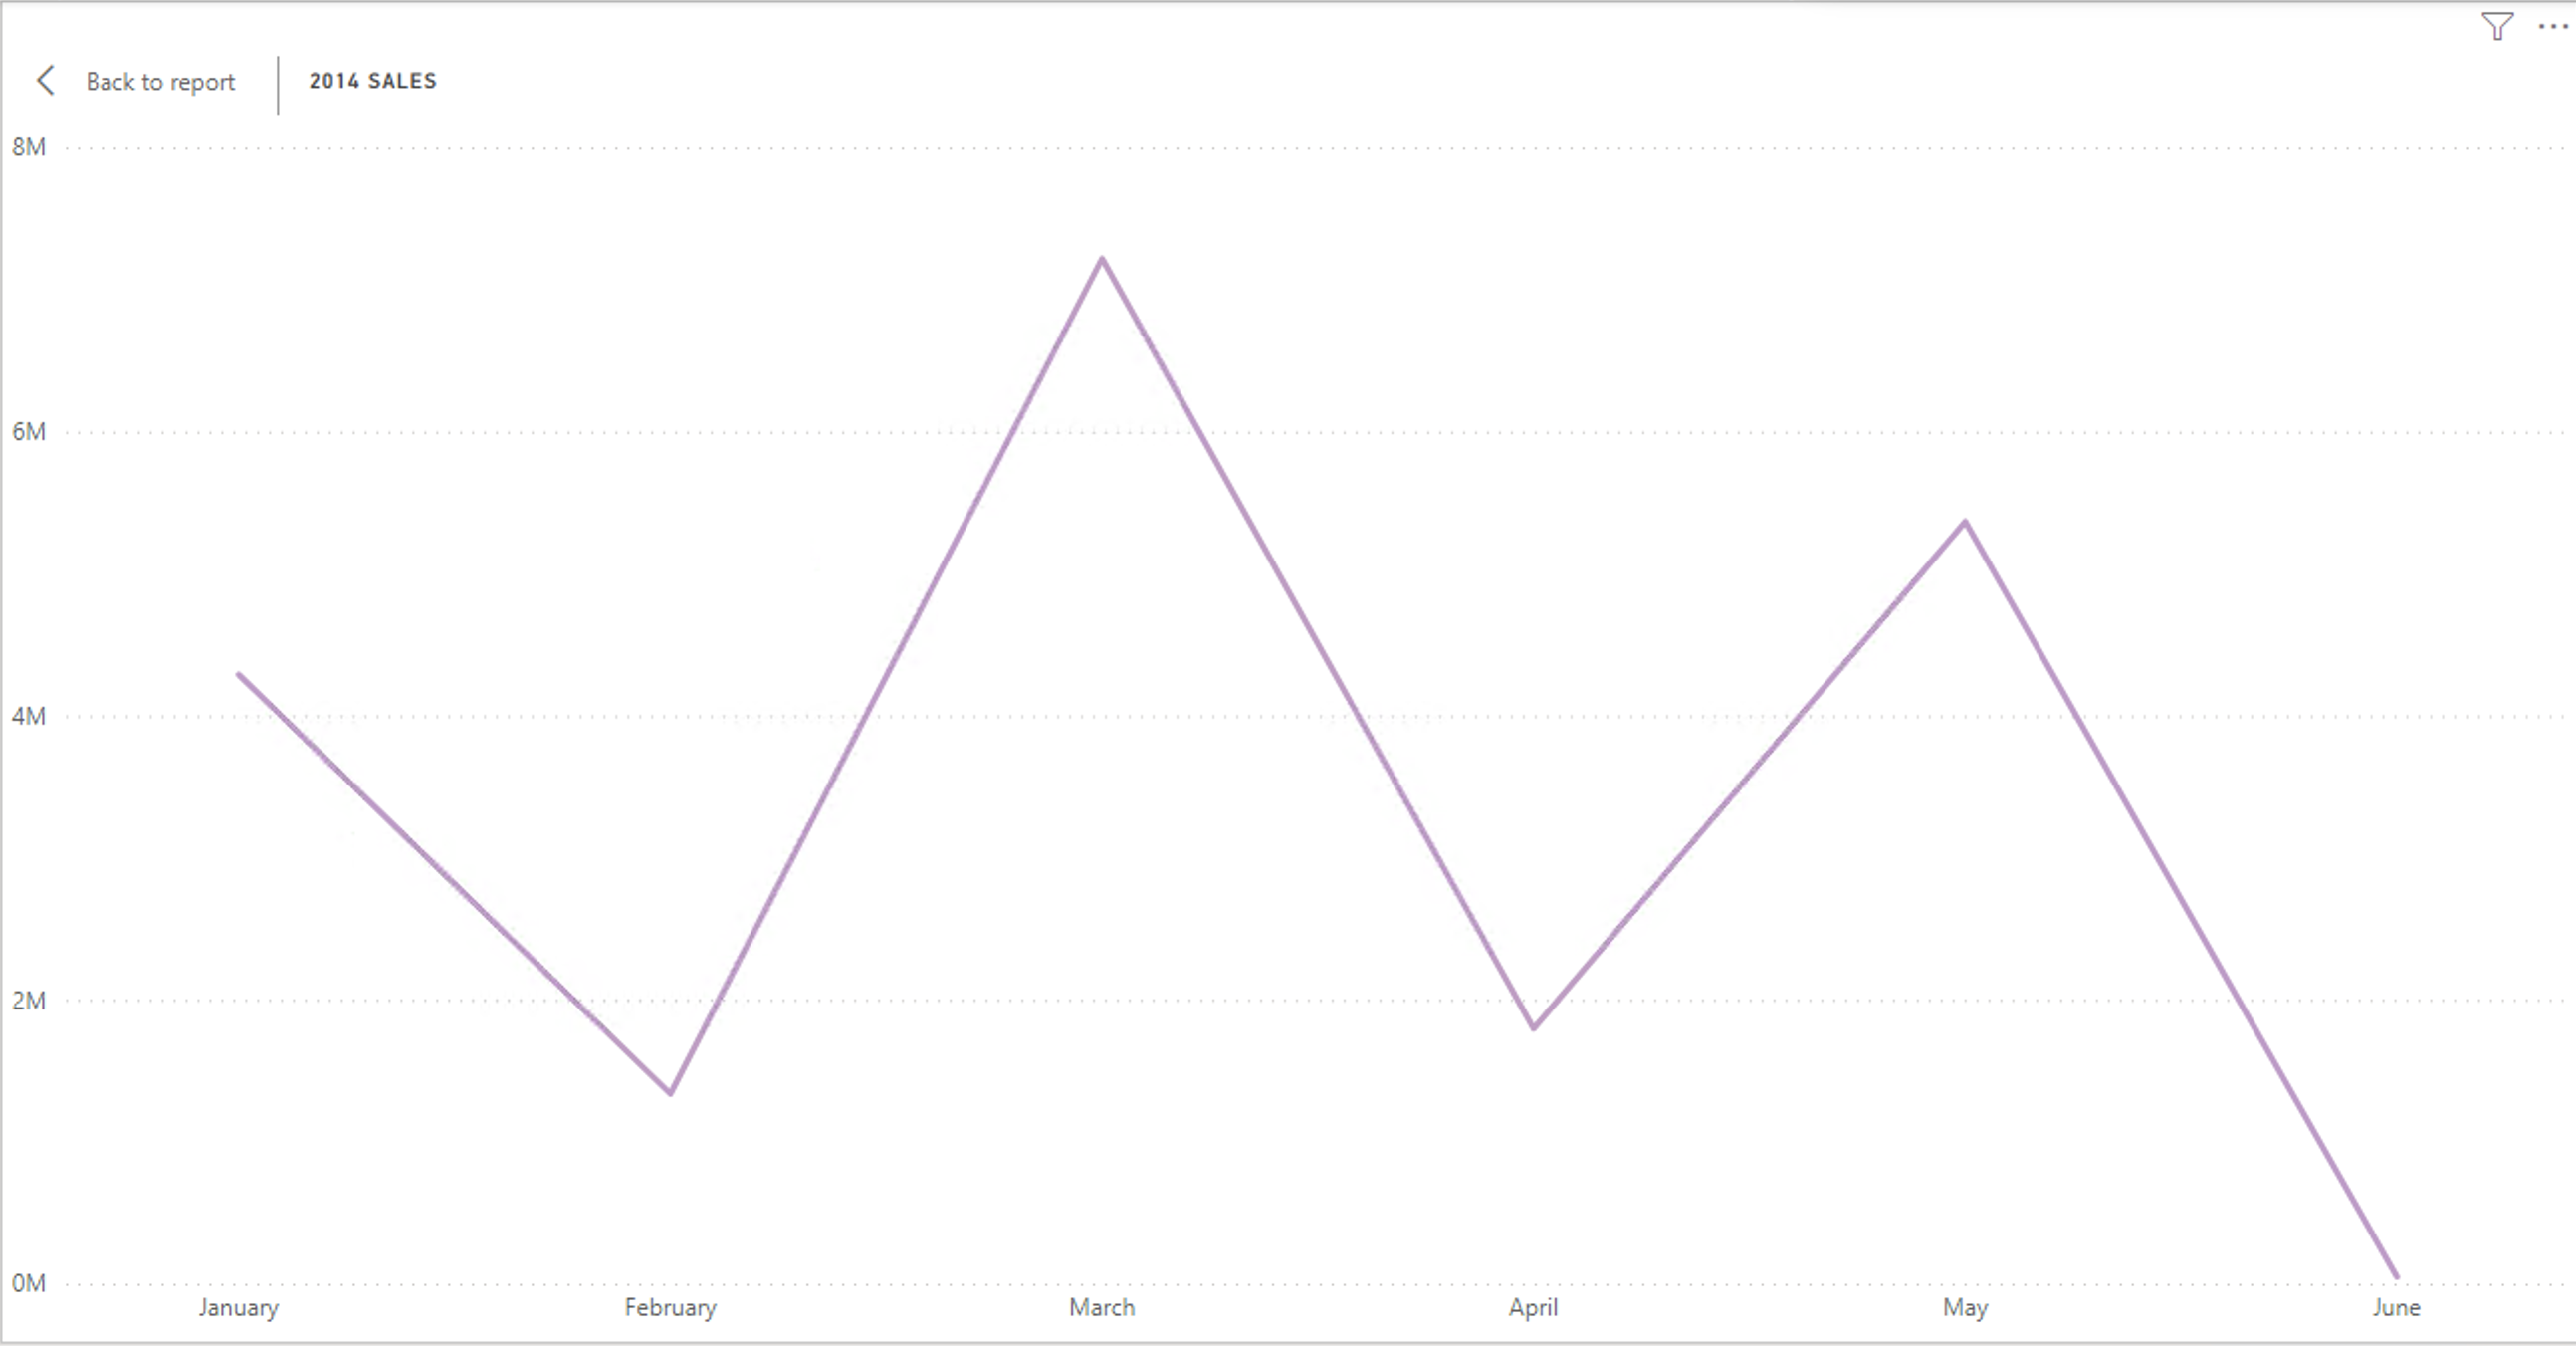 Back to report
2014 SALES
8M
6M
4M
2M
0M
January February March April May June